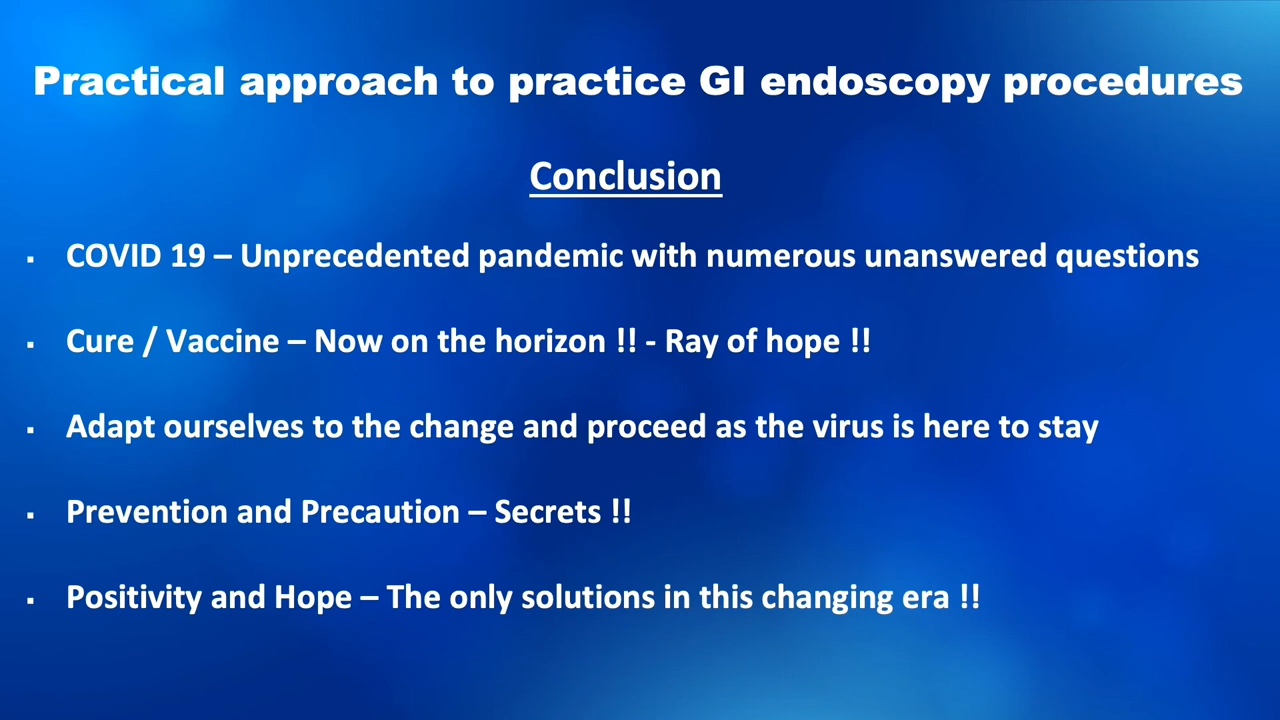 Practical approach to practice GI endoscopy procedures
Conclusion
▪ COVID 19 – Unprecedented pandemic with numerous unanswered questions
▪ Cure / Vaccine – Now on the horizon !! - Ray of hope !!
▪ Adapt ourselves to the change and proceed as the virus is here to stay
▪ Prevention and Precaution – Secrets !!
▪ Positivity and Hope – The only solutions in this changing era !!